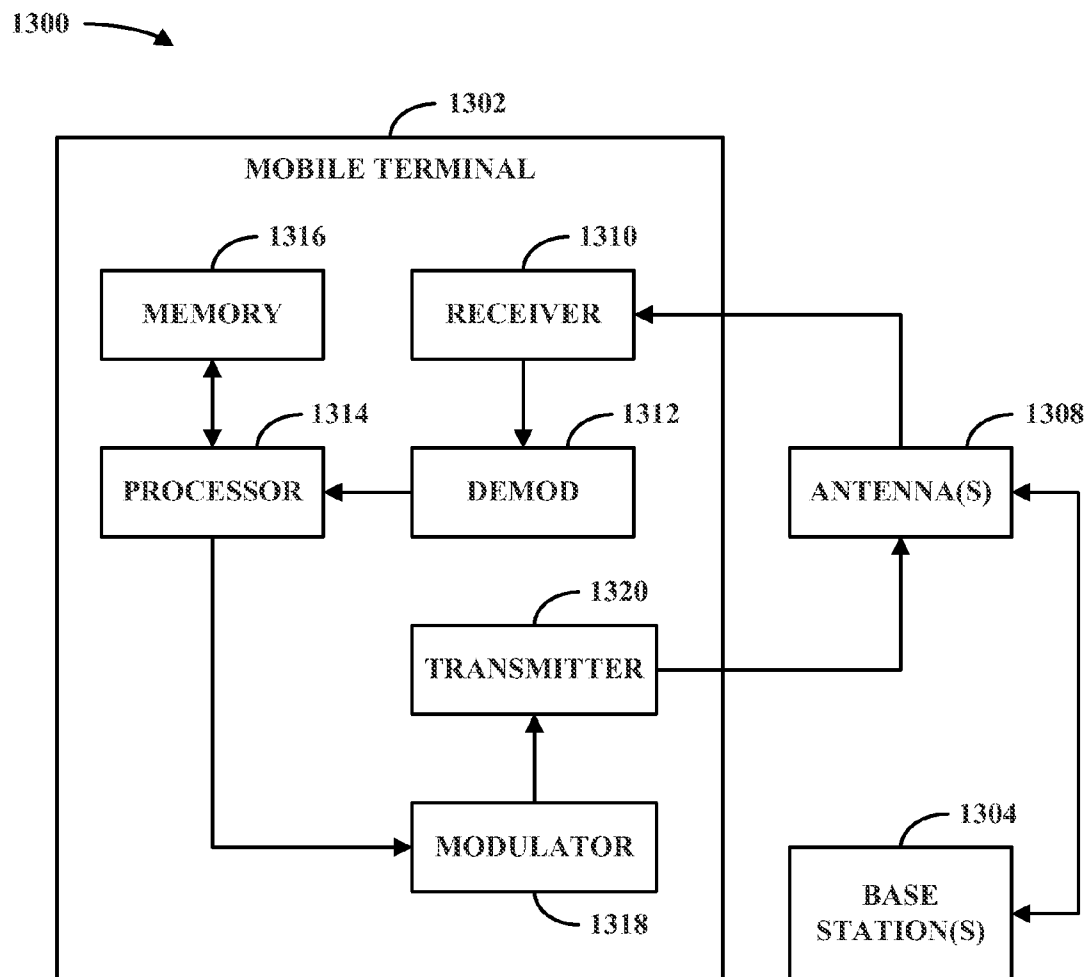 1300
1302
MOBILE TERMINAL
1316
1310
MEMORY
RECEIVER
1314
1312
1308
PROCESSOR
DEMOD
ANTENNA(S)
1320
TRANSMITTER
1304
MODULATOR
BASE
STATION(S)
1318